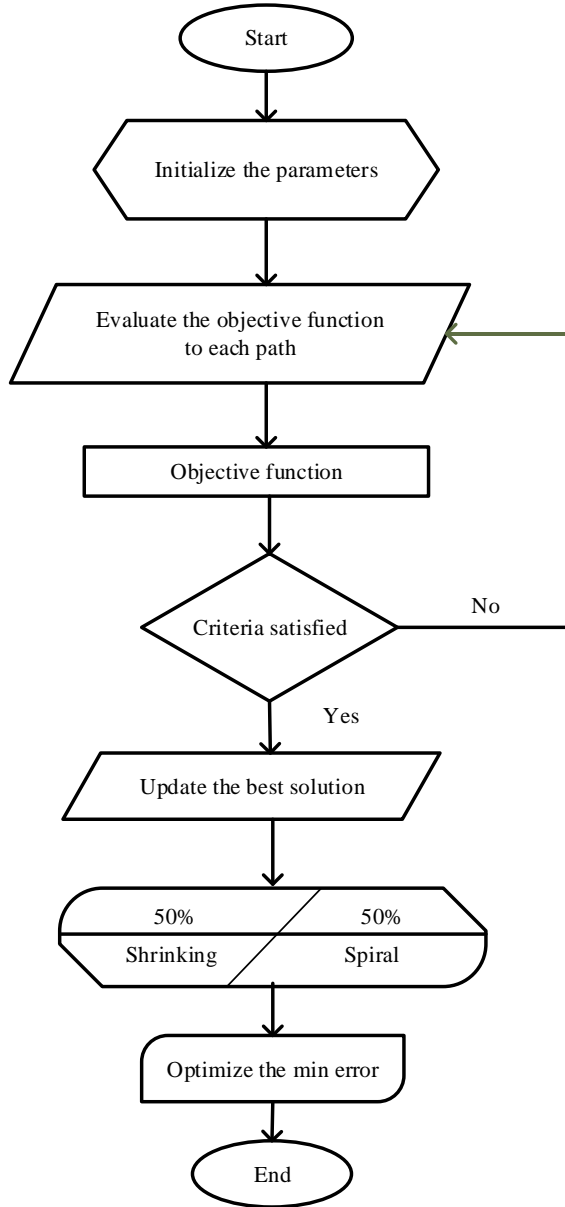 Start
Initialize the parameters
Evaluate the objective function
to each path
Objective function
Criteria satisfied
No
Yes
Update the best solution
50%
50%
Shrinking
Spiral
Optimize the min error
End